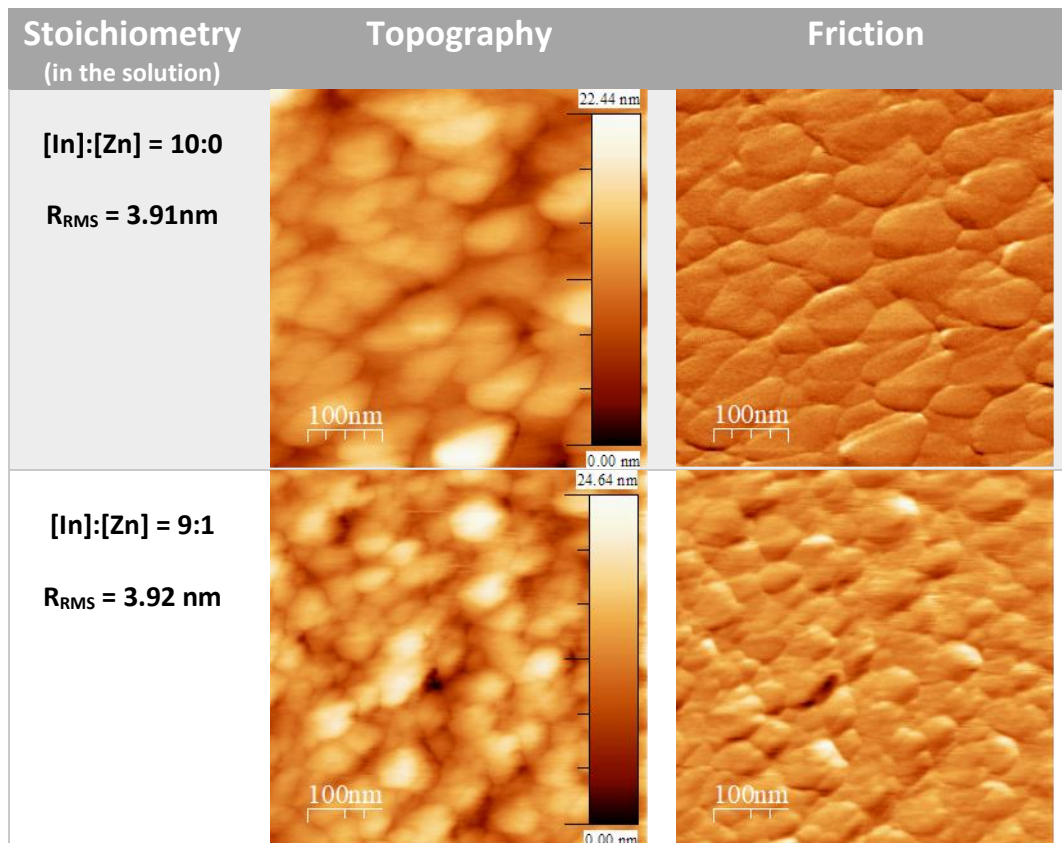 Stoichiometry
(in the solution)
Topography
Friction
[In]:[Zn] = 10:0
RRMS = 3.91nm
22.44 nm
100nm
0.00 nm
100nm
[In]:[Zn] = 9:1
RRMS = 3.92 nm
24.64 nm
100nm
0.00 nm
100nm